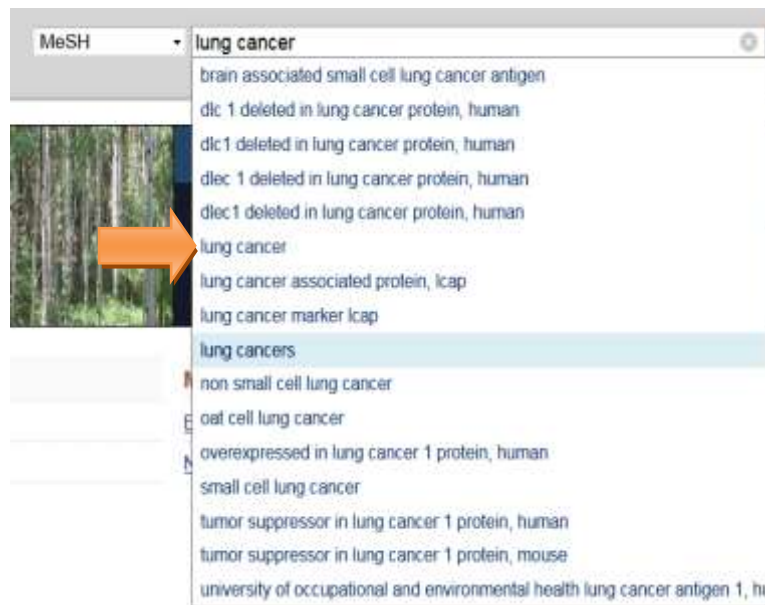 MeSH lung cancer
brain associated small cell lung cancer antigen
dlc 1 deleted in lung cancer protein, human
dlc1 deleted in lung cancer protein, human
dlec 1 deleted in lung cancer protein, human
dlec1 deleted in lung cancer protein, human
lung cancer
lung cancer associated protein, lcap
lung cancer marker lcap
lung cancers
non small cell lung cancer
oat cell lung cancer
overexpressed in lung cancer 1 protein, human
small cell lung cancer
tumor suppressor in lung cancer 1 protein, human
tumor suppressor in lung cancer 1 protein, mouse
university of occupational and environmental health lung cancer antigen 1,